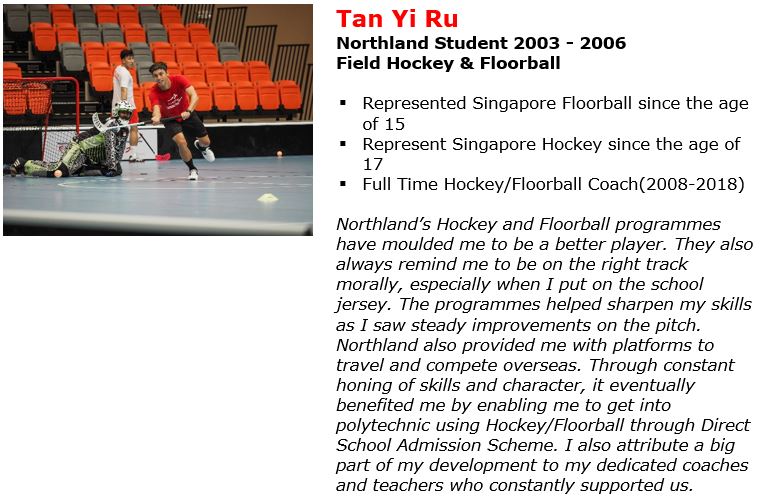 Tan Yi Ru
Northland Student 2003 - 2006
Field Hockey & Floorball
▪ Represented Singapore Floorball since the age
of 15
▪ Represent Singapore Hockey since the age of
17
▪ Full Time Hockey/Floorball Coach(2008-2018)
Northland’s Hockey and Floorball programmes
have moulded me to be a better player. They also
always remind me to be on the right track
morally, especially when I put on the school
jersey. The programmes helped sharpen my skills
as I saw steady improvements on the pitch.
Northland also provided me with platforms to
travel and compete overseas. Through constant
honing of skills and character, it eventually
benefited me by enabling me to get into
polytechnic using Hockey/Floorball through Direct
School Admission Scheme. I also attribute a big
part of my development to my dedicated coaches
and teachers who constantly supported us.